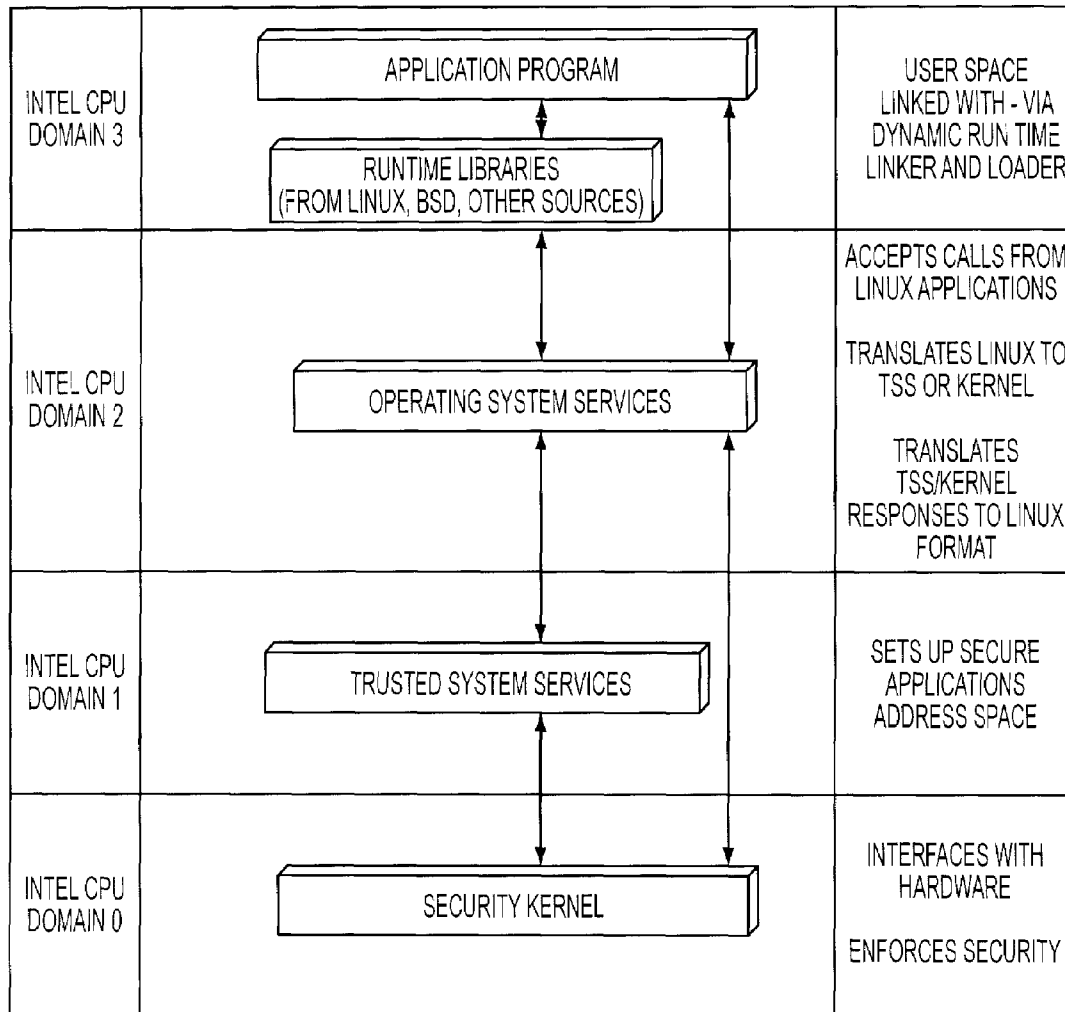 INTEL CPU
DOMAIN 3
APPLICATION PROGRAM
RUNTIME LIBRARIES
(FROM LINUX, BSD, OTHER SOURCES)
USER SPACE
LINKED WITH - VIA
DYNAMIC RUN TIME
LINKER AND LOADER
INTEL CPU
DOMAIN 2
OPERATING SYSTEM SERVICES
ACCEPTS CALLS FROM
LINUX APPLICATIONS
TRANSLATES LINUX TO
TSS OR KERNEL
TRANSLATES
TSS/KERNEL
RESPONSES TO LINUX
FORMAT
INTEL CPU
DOMAIN 1
TRUSTED SYSTEM SERVICES
SETS UP SECURE
APPLICATIONS
ADDRESS SPACE
INTEL CPU
DOMAIN 0
SECURITY KERNEL
INTERFACES WITH
HARDWARE
ENFORCES SECURITY